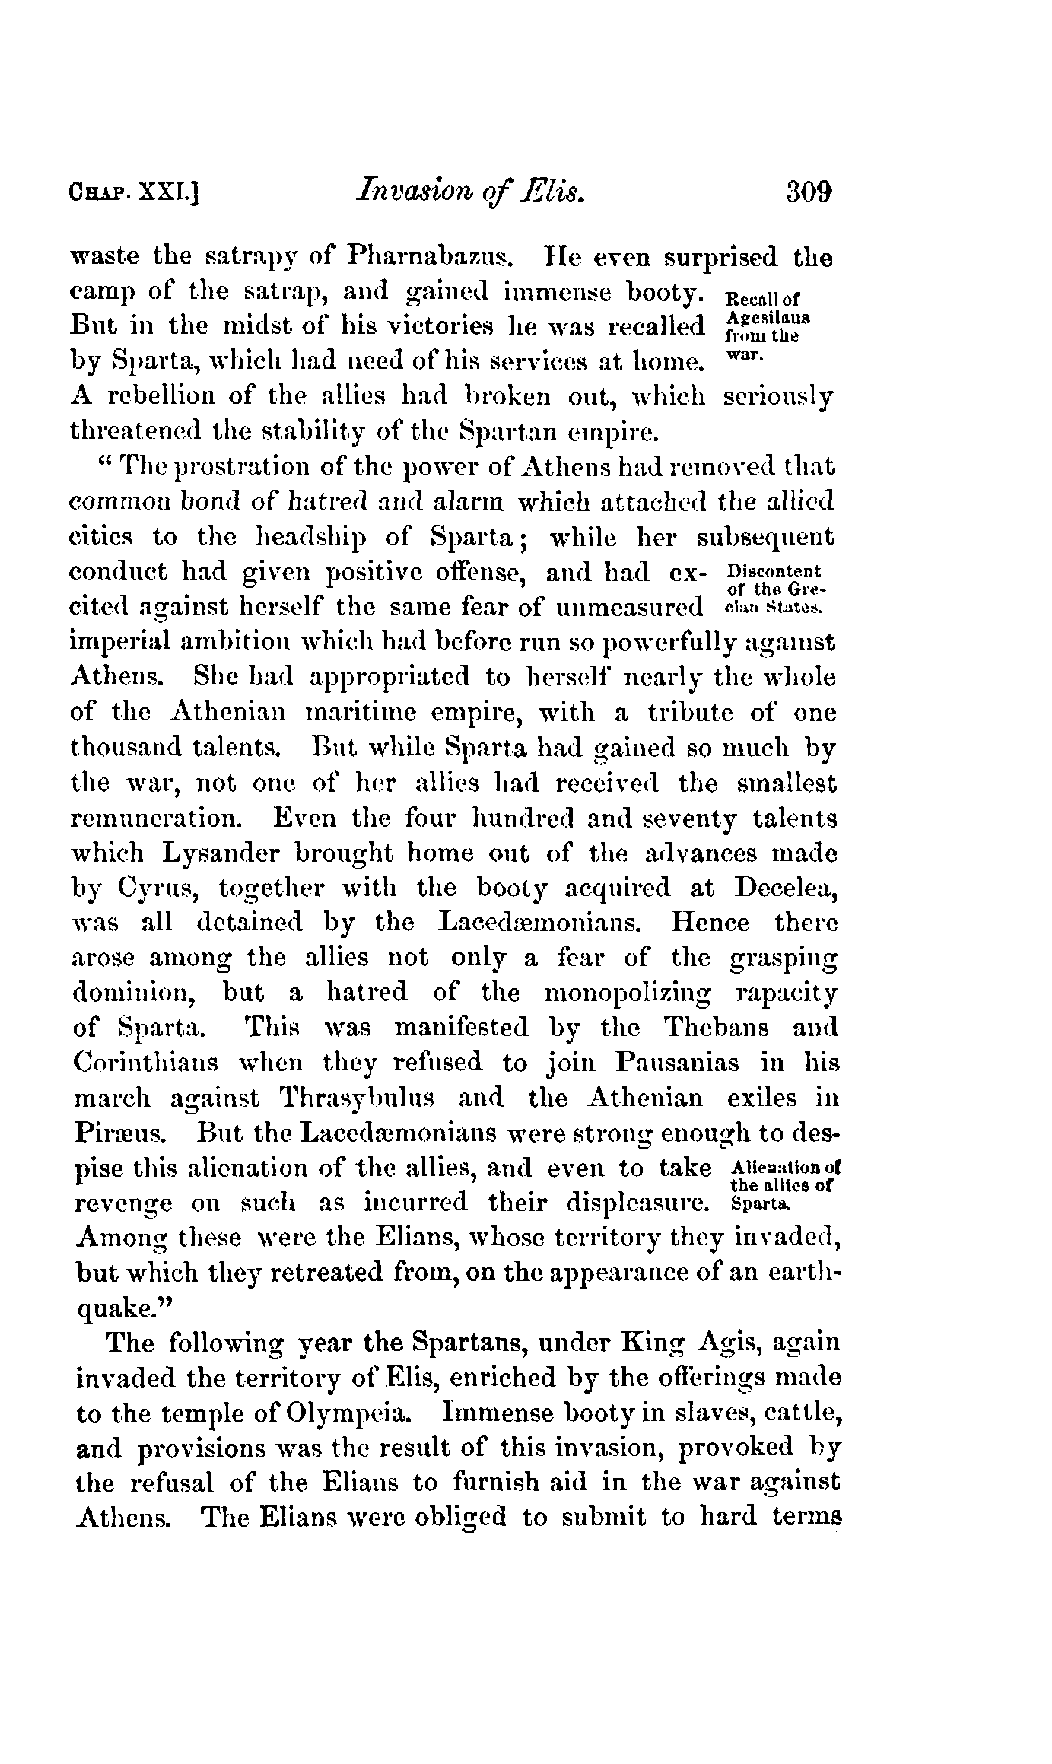 CHAP. XXI.] Invasion of Elis. 309
waste the satrapy of Pharnabazus. He even surprised the
camp of the satrap, and gained immense booty.
But in the midst of his victories he was recalled
by Sparta, which had need of his services at home.
Recall of
Agesilaus
from the
war.
A rebellion of the allies had broken out, which seriously
threatened the stability of the Spartan empire.
“The prostration of the power of Athens had removed that
common bond of hatred and alarm which attached the allied
cities to the headship of Sparta; while her subsequent
conduct had given positive offense, and had ex-
cited against herself the same fear of unmeasured
Discontent
of the Gre-
cian States.
imperial ambition which had before run so powerfully against
Athens. She had appropriated to herself nearly the whole
of the Athenian maritime empire, with a tribute of one
thousand talents. But while Sparta had gained so much by
the war, not one of her allies had received the smallest
remuneration. Even the four hundred and seventy talents
which Lysander brought home out of the advances made
by Cyrus, together with the booty acquired at Decelea,
was all detained by the Lacedæmonians. Hence there
arose among the allies not only a fear of the grasping
dominion, but a hatred of the monopolizing rapacity
of Sparta. This was manifested by the Thebans and
Corinthians when they refused to join Pausanias in his
march against Thrasybulus and the Athenian exiles in
Piræus. But the Lacedæmonians were strong enough to des-
pise this alienation of the allies, and even to take
revenge on such as incurred their displeasure.
Alienation of
the allies of
Sparta.
Among these were the Elians, whose territory they invaded,
but which they retreated from, on the appearance of an earth-
quake.”
The following year the Spartans, under King Agis, again
invaded the territory of Elis, enriched by the offerings made
to the temple of Olympeia. Immense booty in slaves, cattle,
and provisions was the result of this invasion, provoked by
the refusal of the Elians to furnish aid in the war against
Athens. The Elians were obliged to submit to hard terms